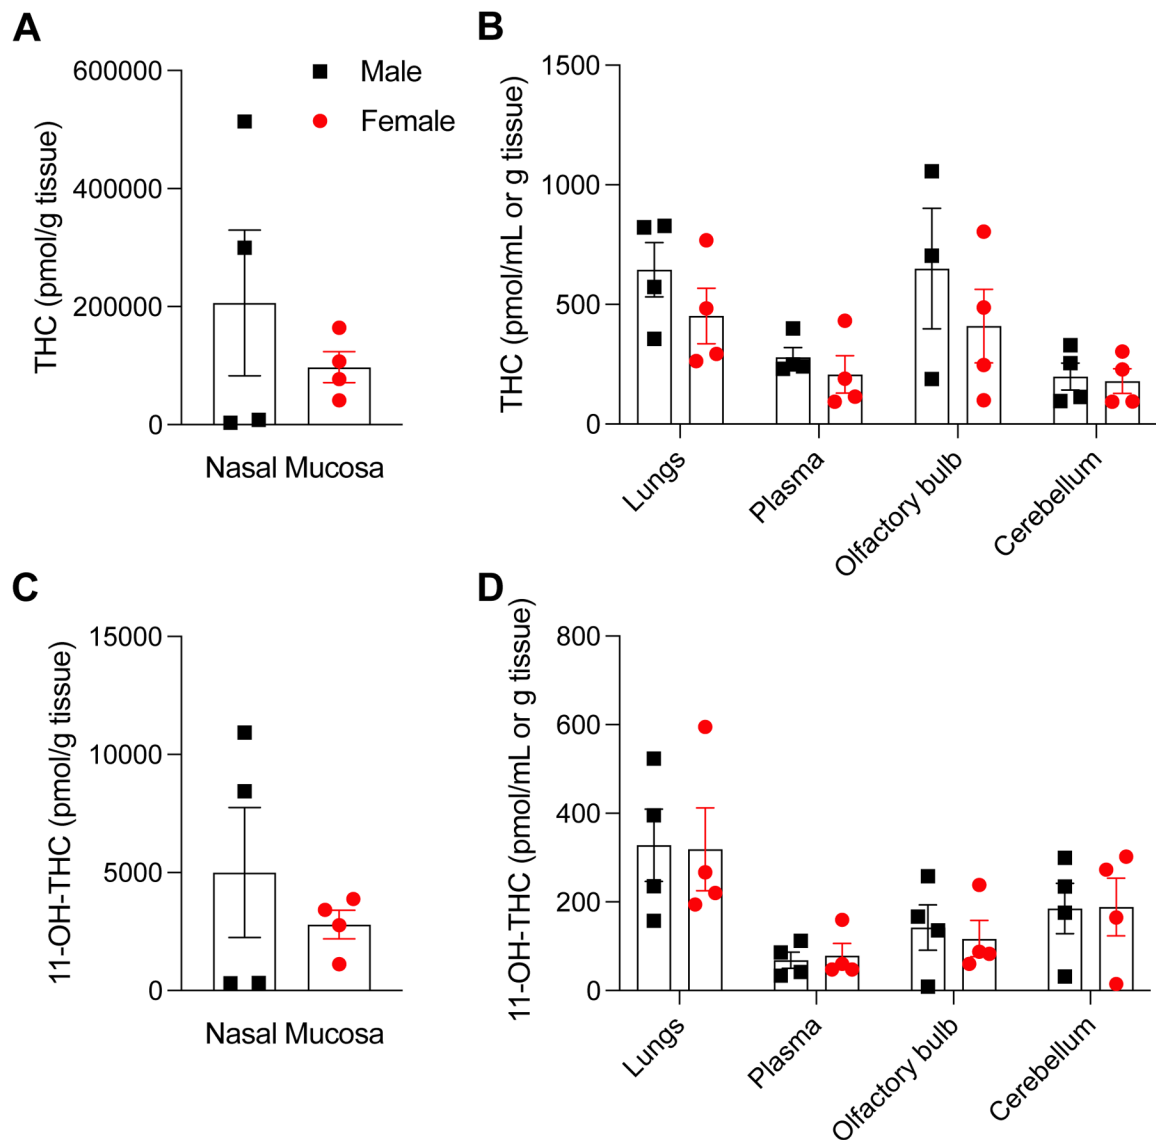 A
THC (pmol/g tissue)
600000
400000
200000
0
Male
Female
Nasal Mucosa
B
THC (pmol/mL or g tissue)
1500
1000
500
0
Lungs
Plasma
Olfactory bulb
Cerebellum
C
11-OH-THC (pmol/g tissue)
15000
10000
5000
0
Nasal Mucosa
D
11-OH-THC (pmol/mL or g tissue)
800
600
400
200
0
Lungs
Plasma
Olfactory bulb
Cerebellum